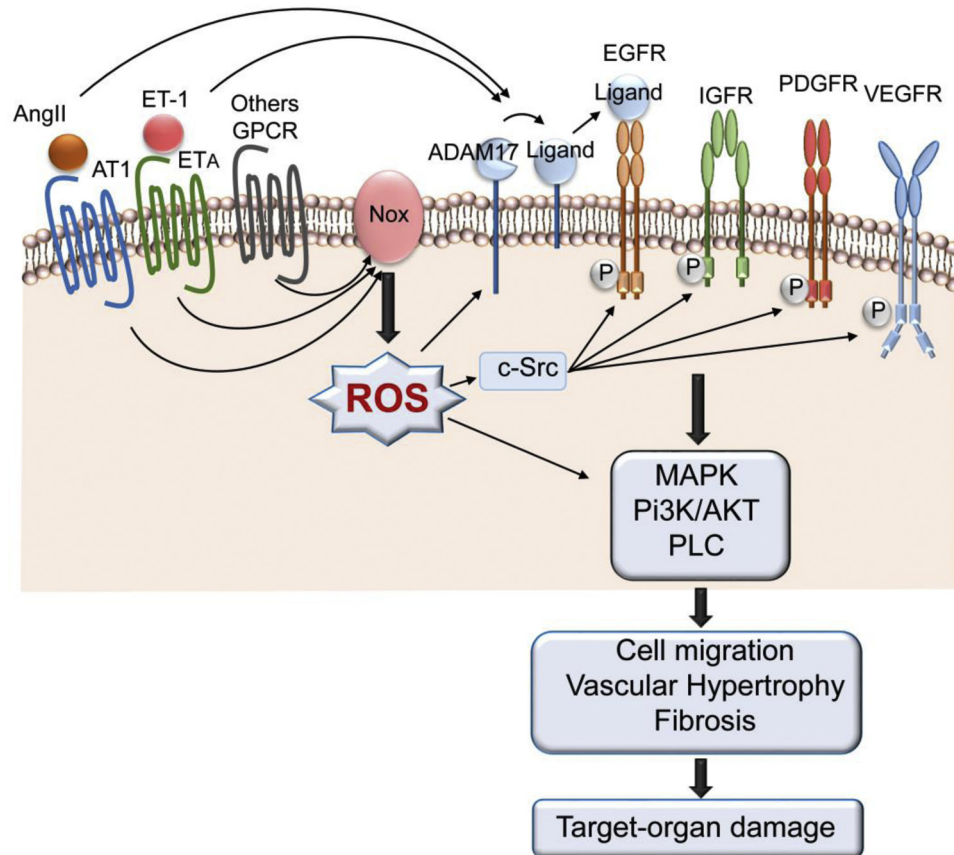 AngII
ET-1
Others
GPCR
AT1
ETA
Nox
ADAM17
Ligand
EGFR
Ligand
IGFR
PDGFR
VEGFR
P
P
P
P
ROS
c-Src
MAPK
Pi3K/AKT
PLC
Cell migration
Vascular Hypertrophy
Fibrosis
Target-organ damage